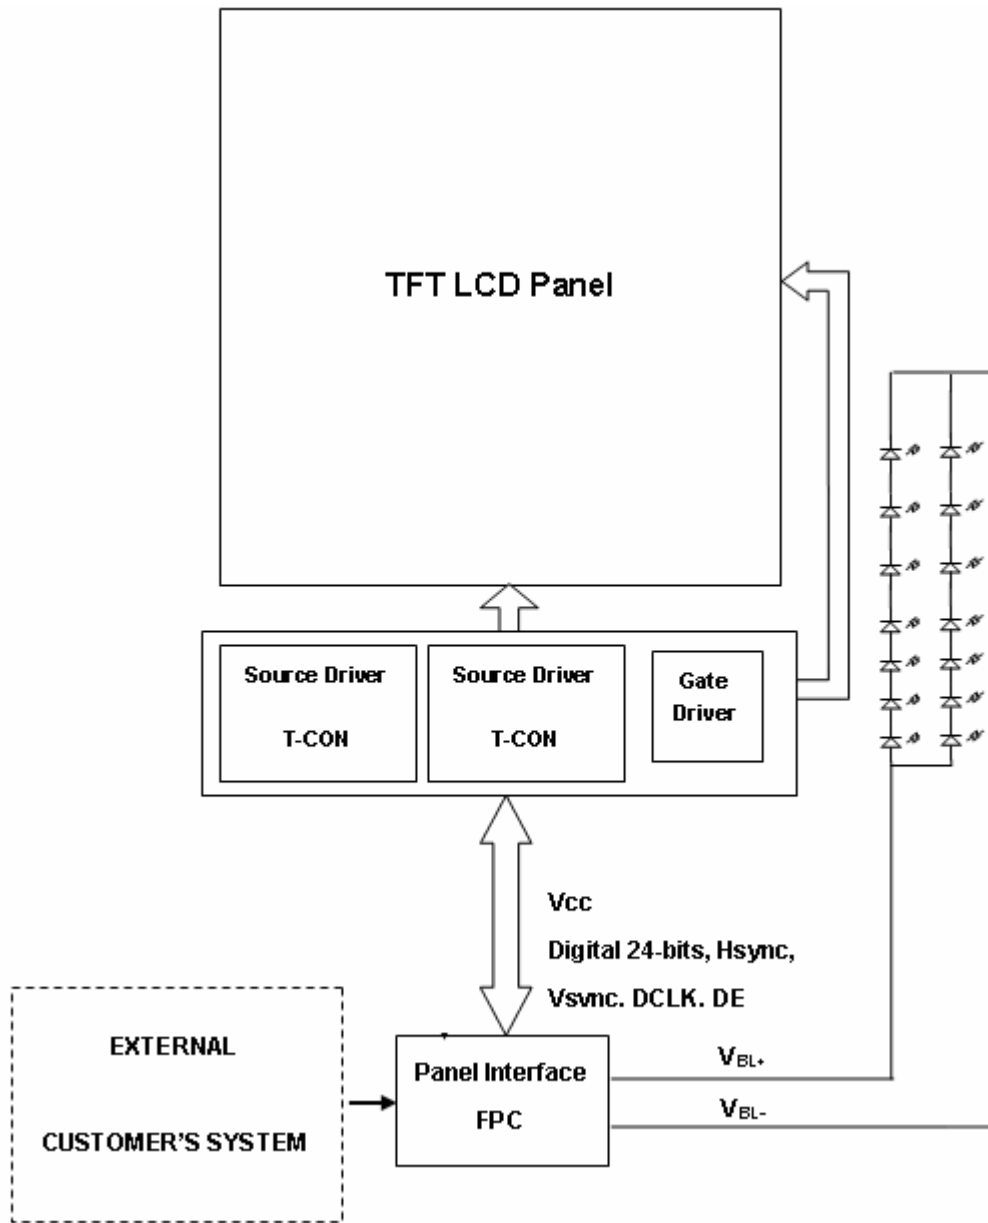 TFT LCD Panel
Source Driver
T-CON
Source Driver
T-CON
Gate
Driver
Vcc
Digital 24-bits, Hsync,
Vsvnc. DCLK. DE
EXTERNAL
CUSTOMER'S SYSTEM
Panel Interface
FPC
VBL+
VBL-